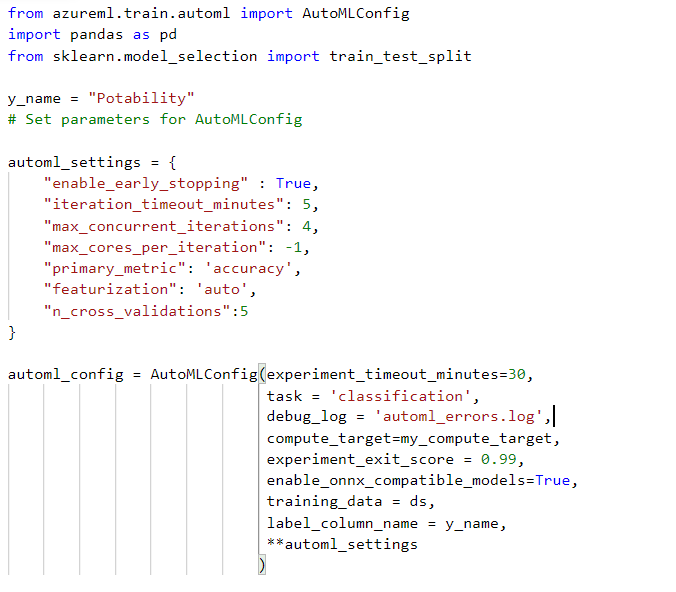 from azureml.train.automl import AutoMLConfig
import pandas as pd
from sklearn.model_selection import train_test_split

y_name = "Potability"
# Set parameters for AutoMLConfig

automl_settings = {
    "enable_early_stopping" : True,
    "iteration_timeout_minutes": 5,
    "max_concurrent_iterations": 4,
    "max_cores_per_iteration": -1,
    "primary_metric": 'accuracy',
    "featurization": 'auto',
    "n_cross_validations":5
}

automl_config = AutoMLConfig(experiment_timeout_minutes=30,
                             task = 'classification',
                             debug_log = 'automl_errors.log',
                             compute_target=my_compute_target,
                             experiment_exit_score = 0.99,
                             enable_onnx_compatible_models=True,
                             training_data = ds,
                             label_column_name = y_name,
                             **automl_settings
                            )